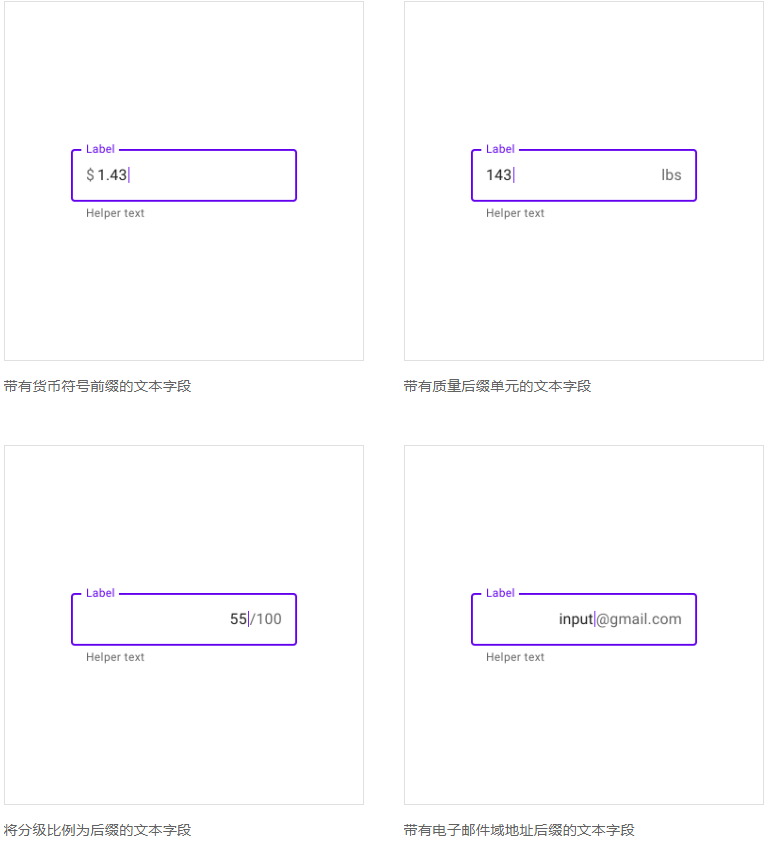 Label
$ 1.43
Helper text
带有货币符号前缀的文本字段
Label
143 lbs
Helper text
带有质量后缀单元的文本字段
Label
55/100
Helper text
将分级比例为后缀的文本字段
Label
input@gmail.com
Helper text
带有电子邮件域地址后缀的文本字段